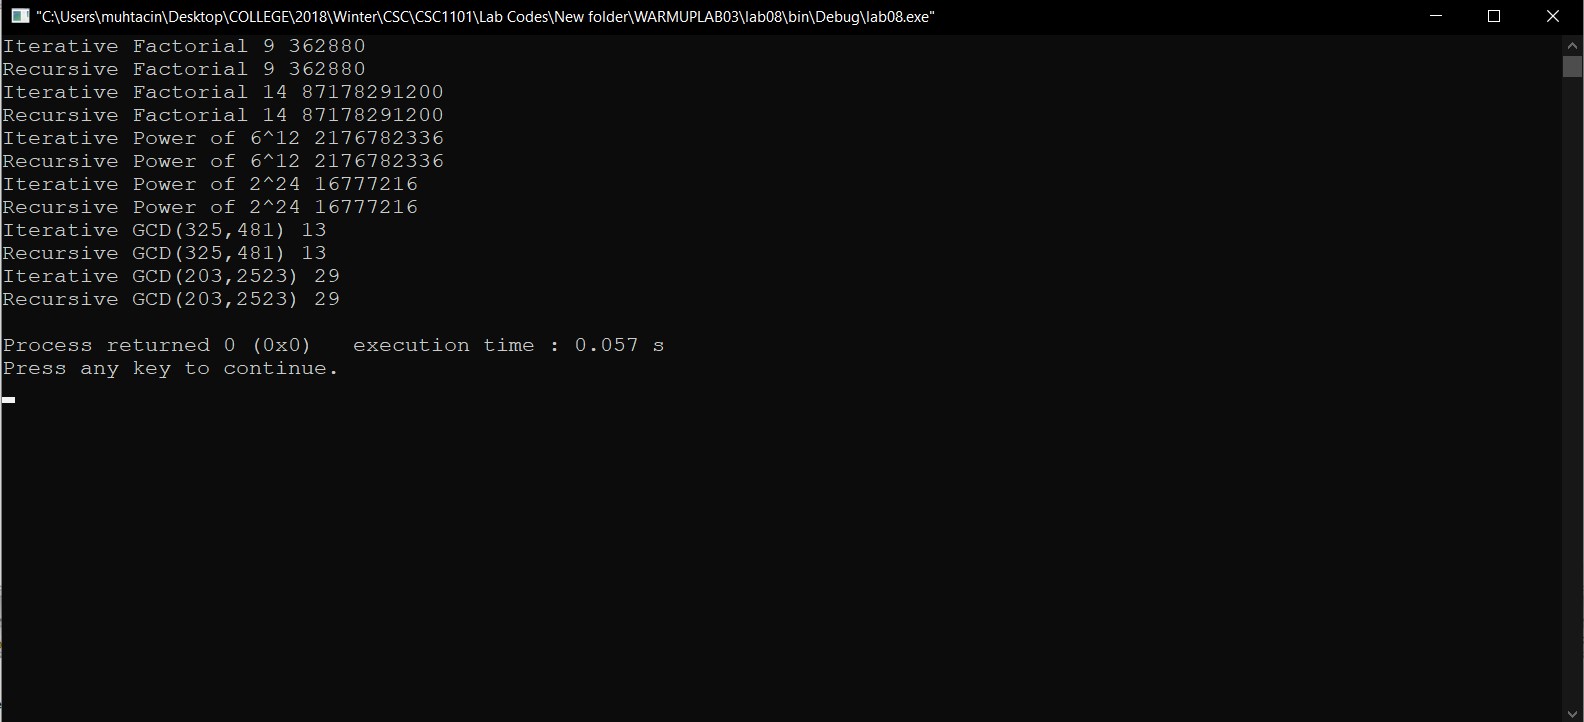 "C:\Users\muhtacin\Desktop\COLLEGE\2018\Winter\CSC\CSC1101\Lab Codes\New folder\WARMUPLAB03\lab08\bin\Debug\lab08.exe"
Iterative Factorial 9 362880
Recursive Factorial 9 362880
Iterative Factorial 14 87178291200
Recursive Factorial 14 87178291200
Iterative Power of 6^12 2176782336
Recursive Power of 6^12 2176782336
Iterative Power of 2^24 16777216
Recursive Power of 2^24 16777216
Iterative GCD(325,481) 13
Recursive GCD(325,481) 13
Iterative GCD(203,2523) 29
Recursive GCD(203,2523) 29
Process returned 0 (0x0)   execution time : 0.057 s
Press any key to continue.